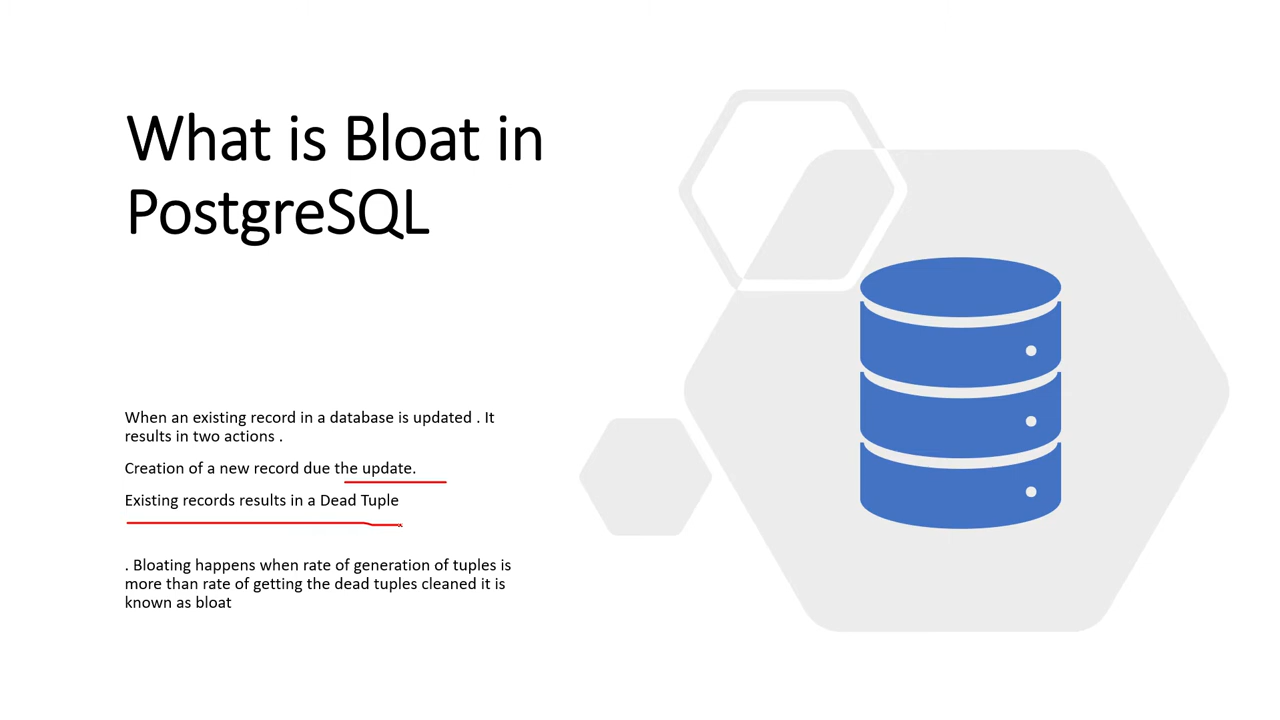 What is Bloat in
PostgreSQL
When an existing record in a database is updated . It
results in two actions .
Creation of a new record due the update.
Existing records results in a Dead Tuple
. Bloating happens when rate of generation of tuples is
more than rate of getting the dead tuples cleaned it is
known as bloat